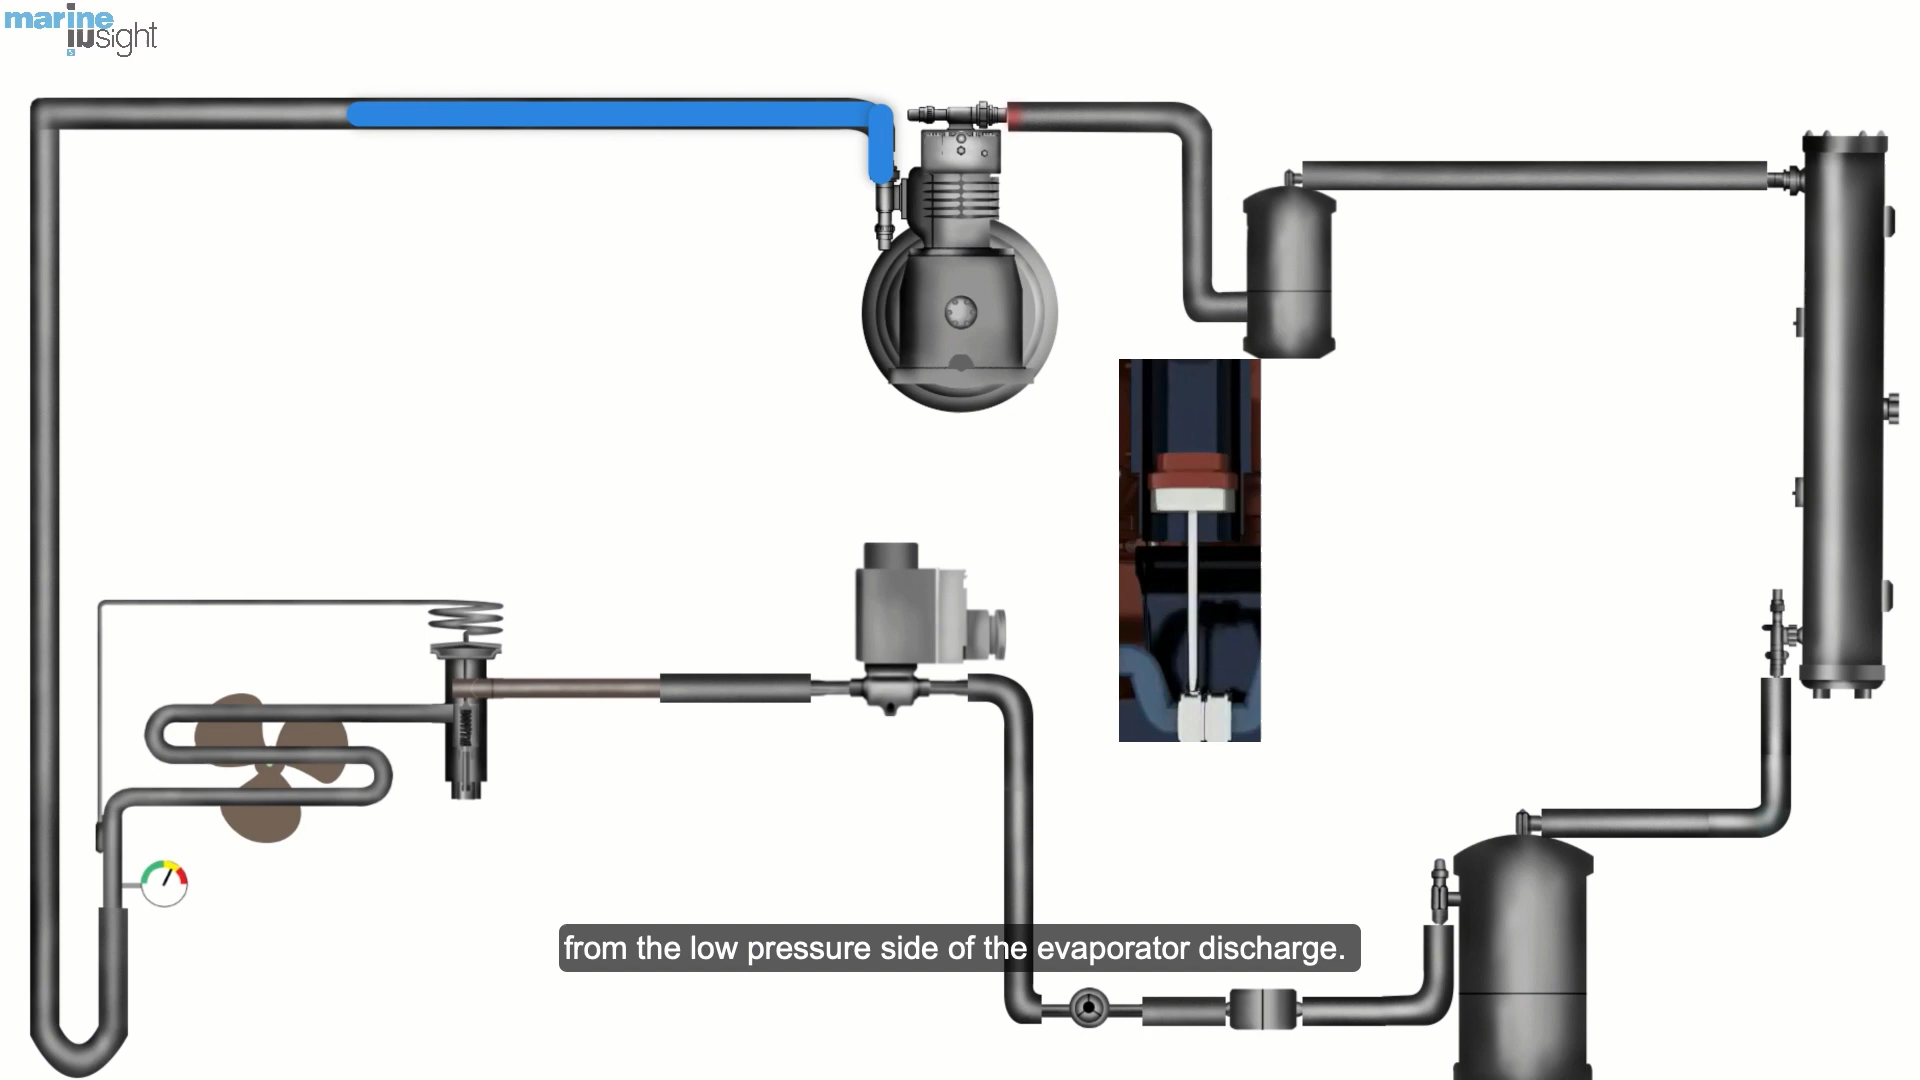 marine
insight
from the low pressure side of the evaporator discharge.